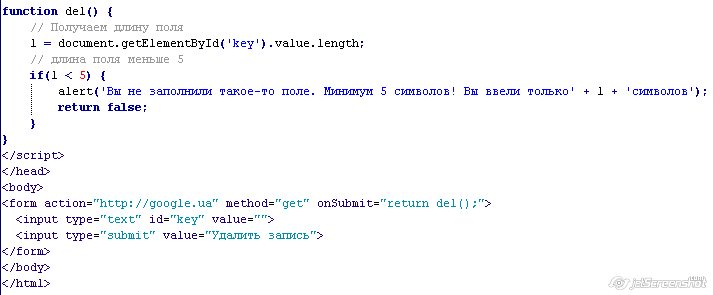 function del() {
// Получаем длину поля
l = document.getElementById('key').value.length;
// длина поля меньше 5
if(l < 5) {
alert('Вы не заполнили такое-то поле. Минимум 5 символов! Вы ввели только' + l + 'символов');
return false;
}
}
</script>
</head>
<body>
<form action="http://google.ua" method="get" onSubmit="return del();">
<input type="text" id="key" value="">
<input type="submit" value="Удалить запись">
</form>
</body>
</html>
jetScreenshot
.com